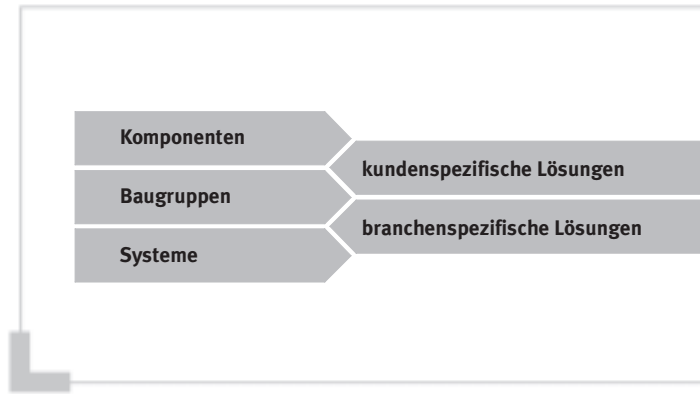 Komponenten
Baugruppen
Systeme
kundenspezifische Lösungen
branchenspezifische Lösungen